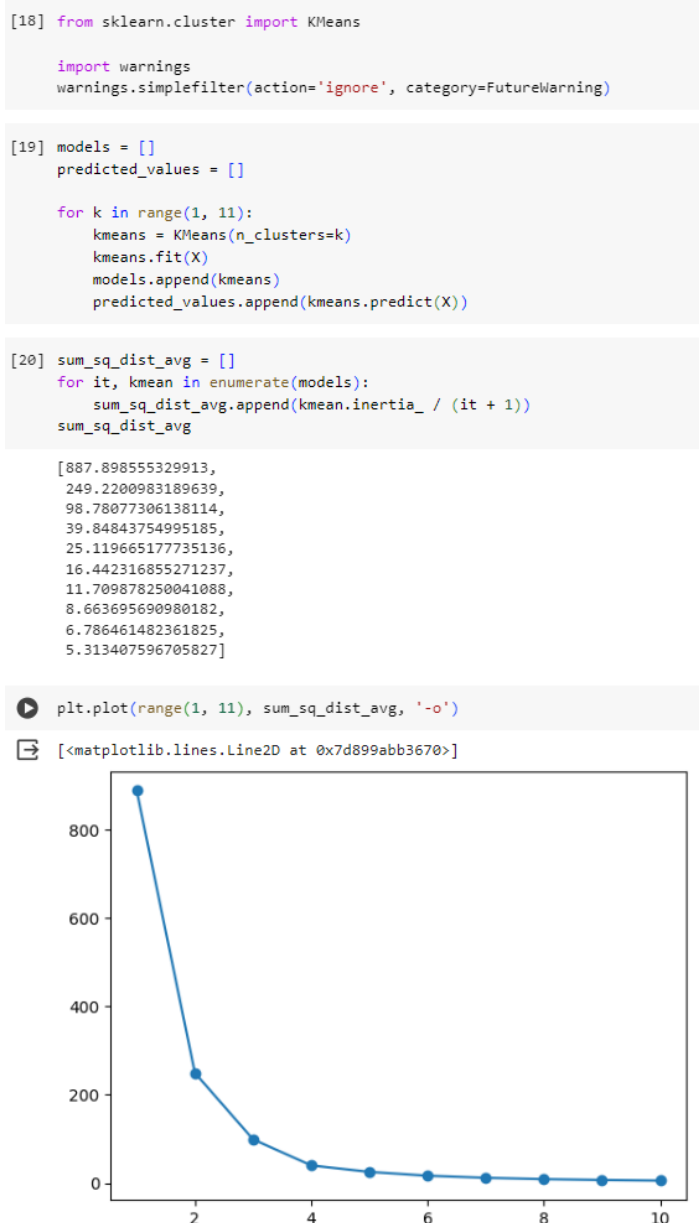 [18] from sklearn.cluster import KMeans
import warnings
warnings.simplefilter(action='ignore', category=FutureWarning)
[19] models = []
predicted_values = []
for k in range(1, 11):
kmeans = KMeans(n_clusters=k)
kmeans.fit(X)
models.append(kmeans)
predicted_values.append(kmeans.predict(X))
[20] sum_sq_dist_avg = []
for it, kmean in enumerate(models):
sum_sq_dist_avg.append(kmean.inertia_ / (it + 1))
sum_sq_dist_avg
[887.898555329913,
249.2200983189639,
98.78077306138114,
39.84843754995185,
25.119665177735136,
16.442316855271237,
11.709878250041088,
8.663695690980182,
6.786461482361825,
5.313407596705827]
plt.plot(range(1, 11), sum_sq_dist_avg, '-o')
[<matplotlib.lines.Line2D at 0x7d899abb3670>]
800
600
400
200
0
2 4 6 8 10